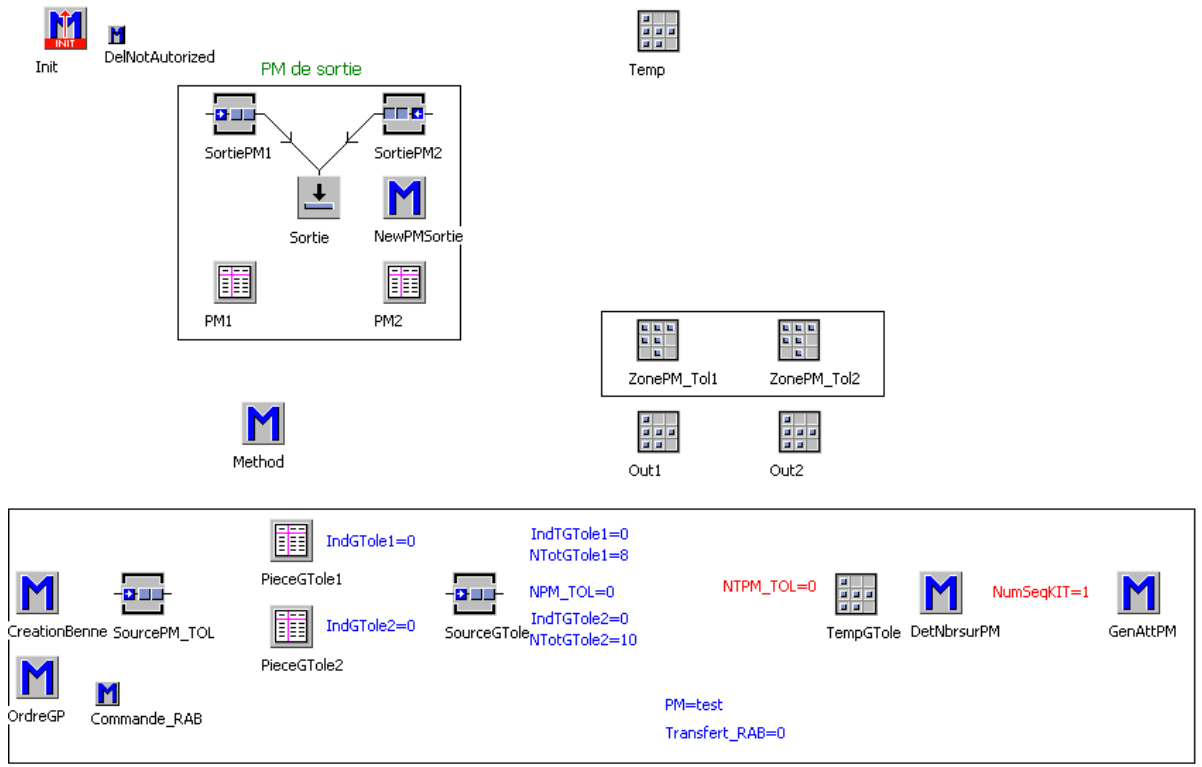 INIT
Init
DelNotAutorized
Temp
PM de sortie
SortiePM1
SortiePM2
Sortie
NewPMSortie
PM1
PM2
ZonePM_Tol1
ZonePM_Tol2
Method
Out1
Out2
IndGTole1=0
IndTGTole1=0
NTotGTole1=8
PieceGTole1
NPM_TOL=0
NTPM_TOL=0
NumSeqKIT=1
CreationBenne
SourcePM_TOL
IndGTole2=0
SourceGTole
IndTGTole2=0
NTotGTole2=10
TempGTole
DetNbrsurPM
GenAttPM
PieceGTole2
OrdreGP
Commande_RAB
PM=test
Transfert_RAB=0